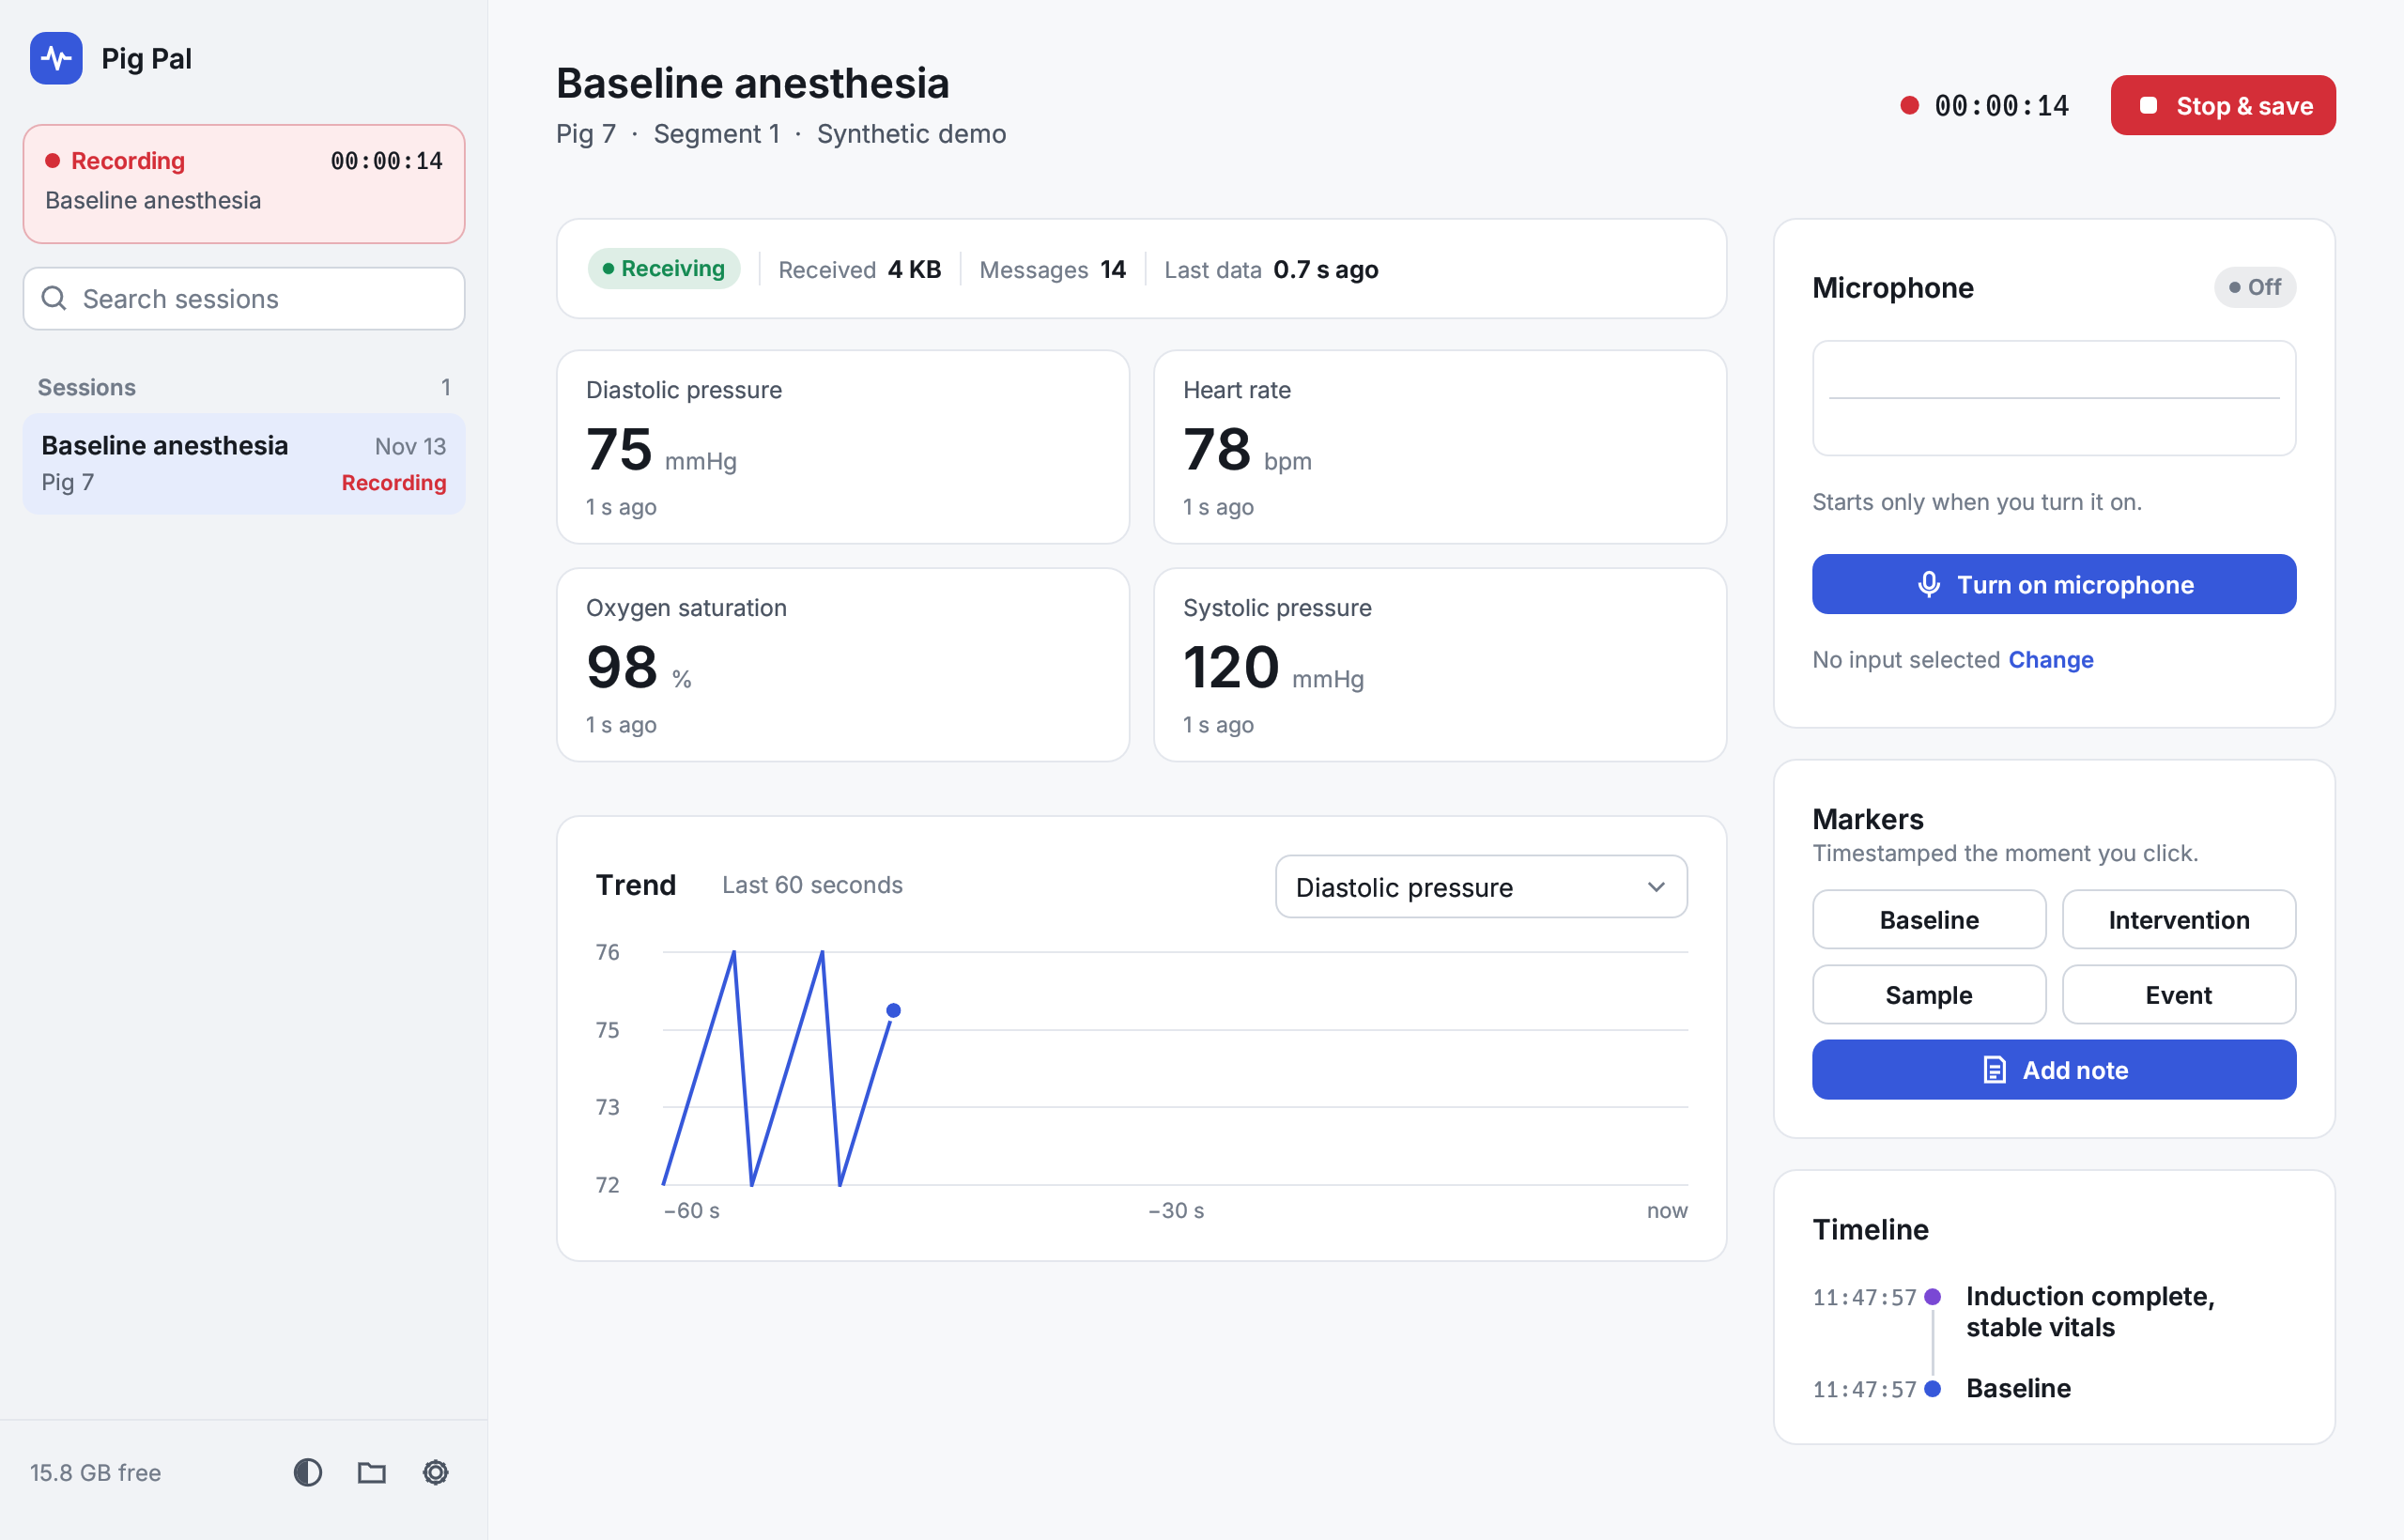 Pig Pal
Recording 00:00:14
Baseline anesthesia
Search sessions
Sessions 1
Baseline anesthesia Nov 13
Pig 7 Recording
15.8 GB free
Baseline anesthesia
Pig 7 · Segment 1 · Synthetic demo
00:00:14 Stop & save
Receiving Received 4 KB Messages 14 Last data 0.7 s ago
Diastolic pressure
75 mmHg
1 s ago
Heart rate
78 bpm
1 s ago
Oxygen saturation
98 %
1 s ago
Systolic pressure
120 mmHg
1 s ago
Trend Last 60 seconds Diastolic pressure
76
75
73
72
−60 s −30 s now
Microphone Off
Starts only when you turn it on.
Turn on microphone
No input selected Change
Markers
Timestamped the moment you click.
Baseline Intervention
Sample Event
Add note
Timeline
11:47:57 Induction complete,
stable vitals
11:47:57 Baseline